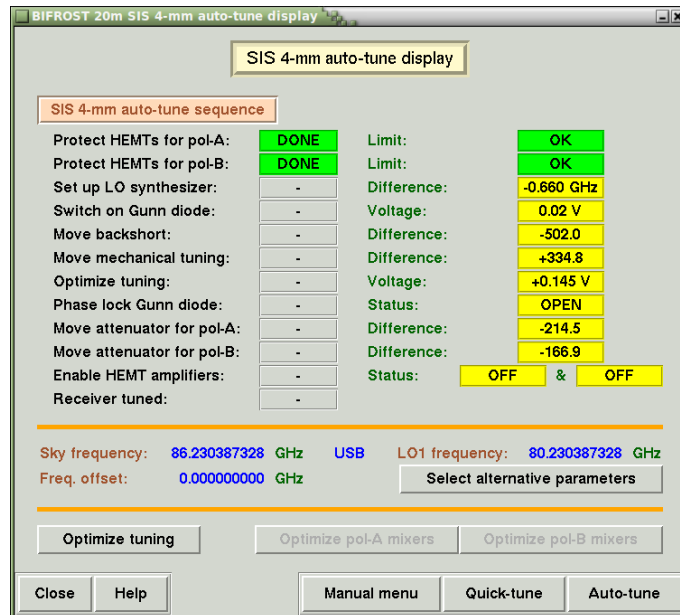 BIFROST 20m SIS 4-mm auto-tune display
SIS 4-mm auto-tune display
SIS 4-mm auto-tune sequence
Protect HEMTs for pol-A: DONE Limit: OK
Protect HEMTs for pol-B: DONE Limit: OK
Set up LO synthesizer: - Difference: -0.660 GHz
Switch on Gunn diode: - Voltage: 0.02 V
Move backshort: - Difference: -502.0
Move mechanical tuning: - Difference: +334.8
Optimize tuning: - Voltage: +0.145 V
Phase lock Gunn diode: - Status: OPEN
Move attenuator for pol-A: - Difference: -214.5
Move attenuator for pol-B: - Difference: -166.9
Enable HEMT amplifiers: - Status: OFF & OFF
Receiver tuned: -
Sky frequency: 86.230387328 GHz USB LO1 frequency: 80.230387328 GHz
Freq. offset: 0.000000000 GHz Select alternative parameters
Optimize tuning Optimize pol-A mixers Optimize pol-B mixers
Close Help Manual menu Quick-tune Auto-tune